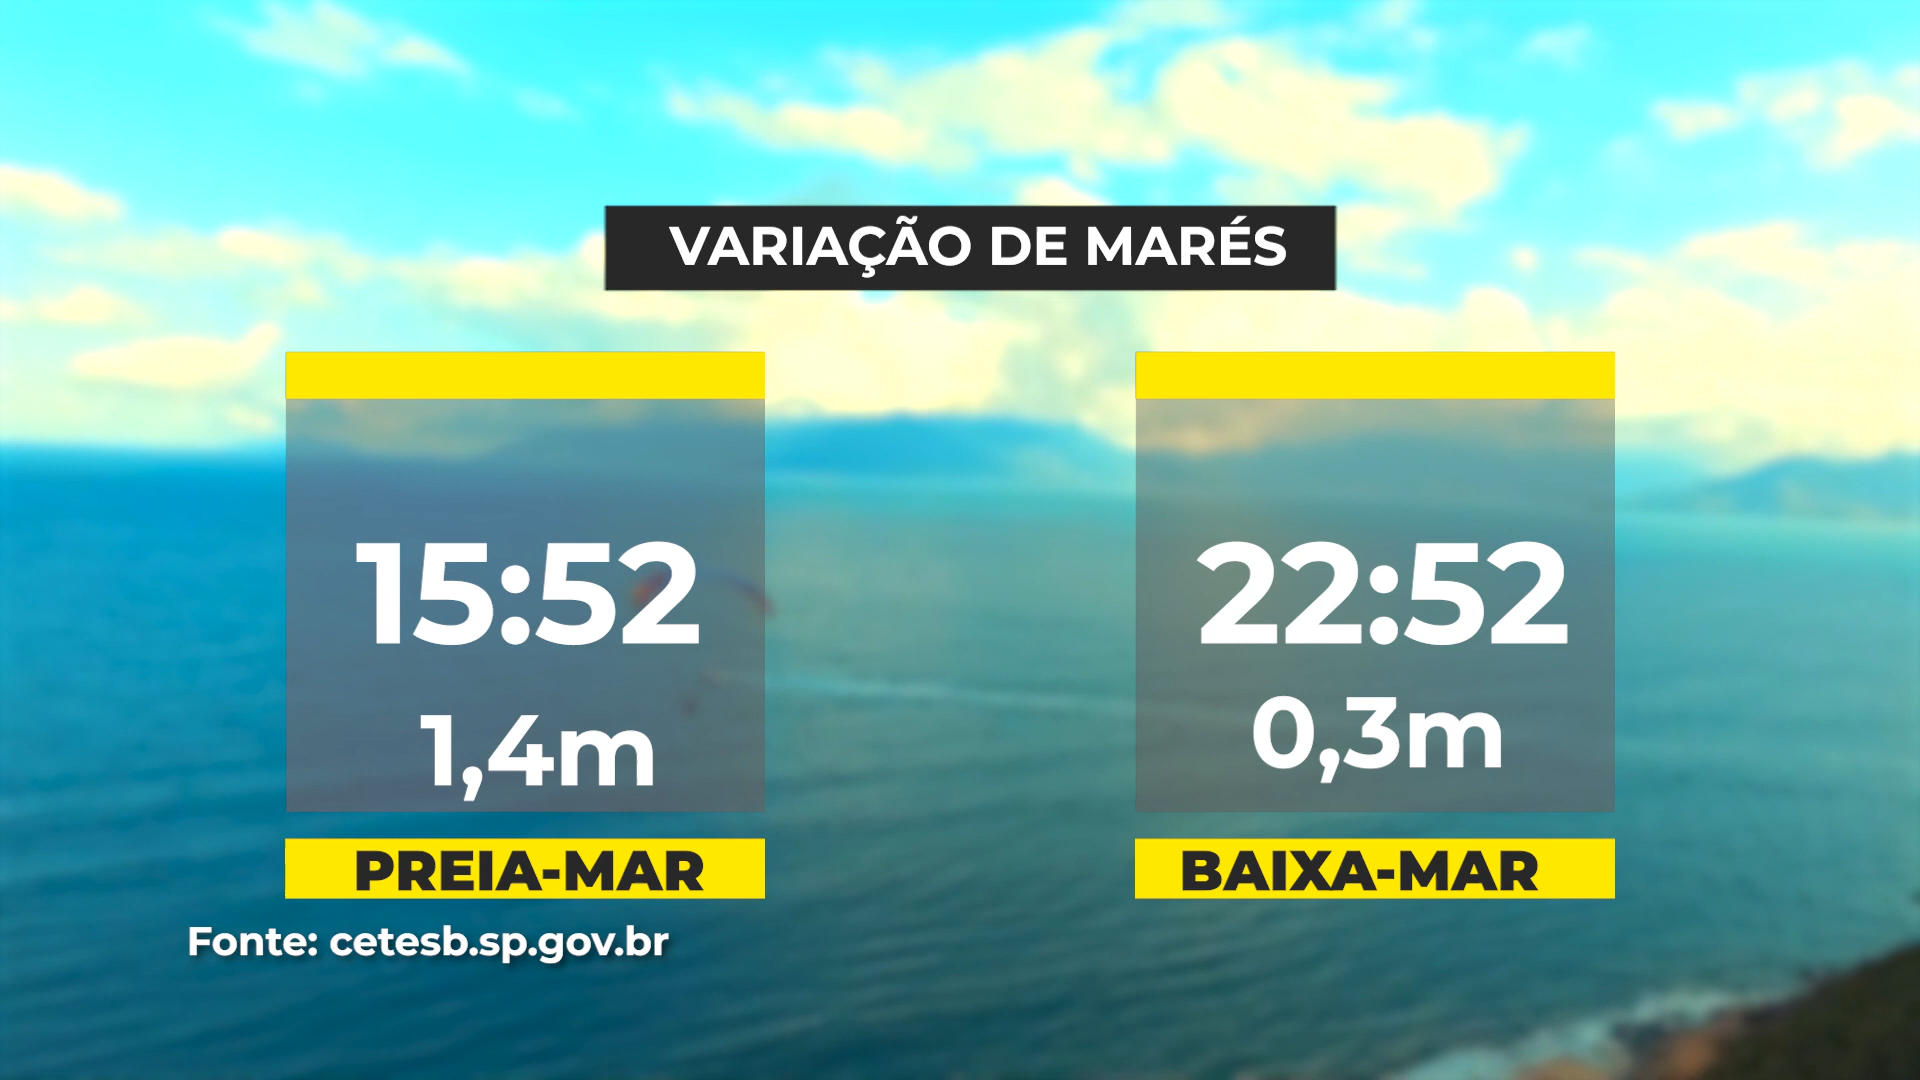 VARIAÇÃO DE MARÉS
15:52
1,4m
PREIA-MAR
22:52
0,3m
BAIXA-MAR
Fonte: cetesb.sp.gov.br